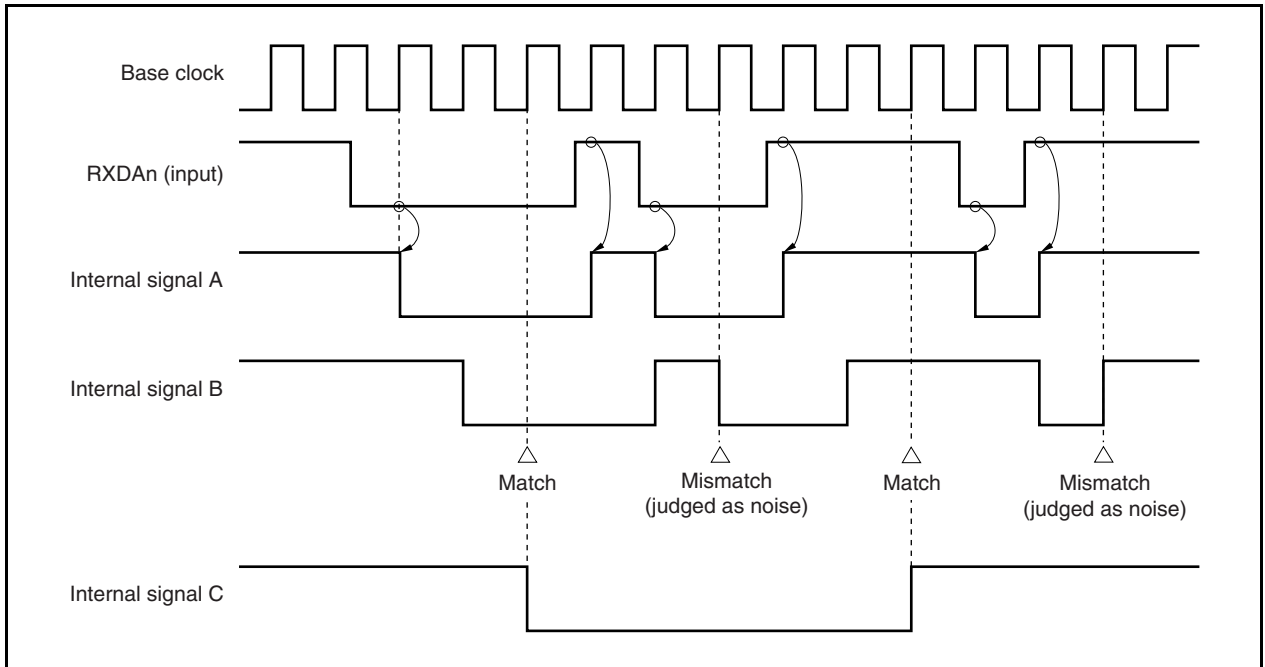 Base clock
RXDAn (input)
Internal signal A
Internal signal B
Match
Mismatch
(judged as noise)
Match
Mismatch
(judged as noise)
Internal signal C